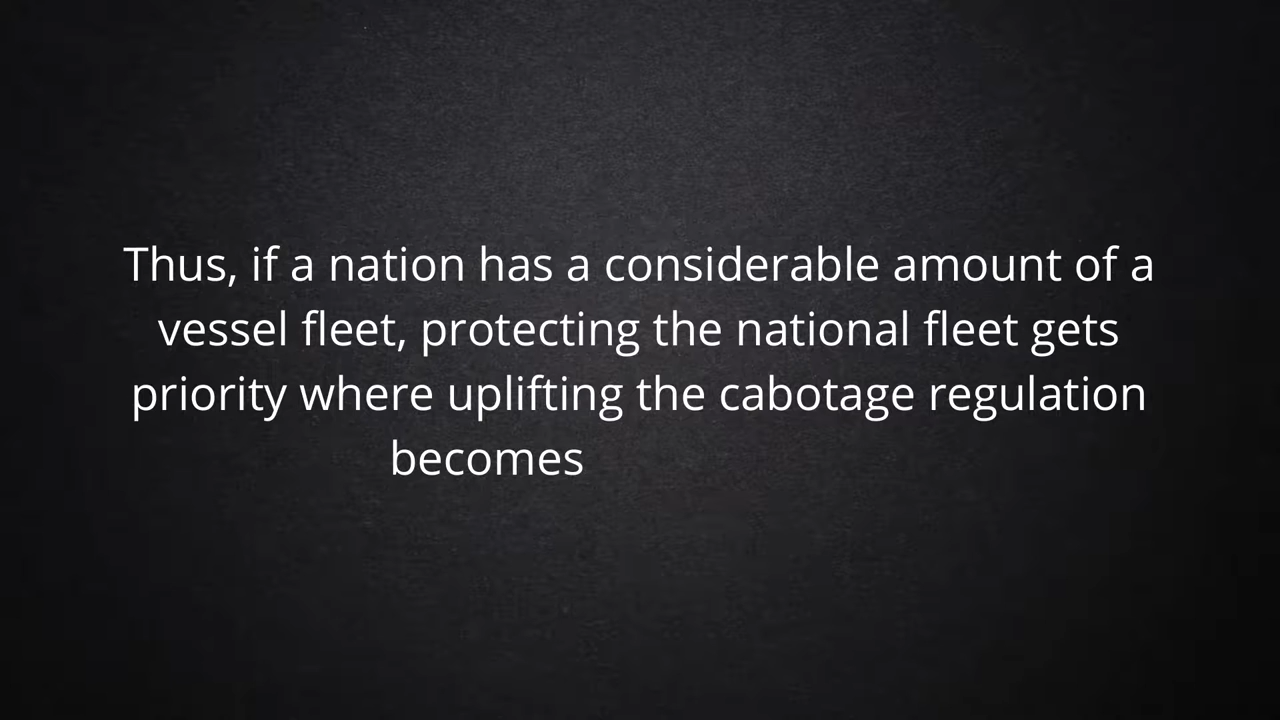 Thus, if a nation has a considerable amount of a
vessel fleet, protecting the national fleet gets
priority where uplifting the cabotage regulation
becomes